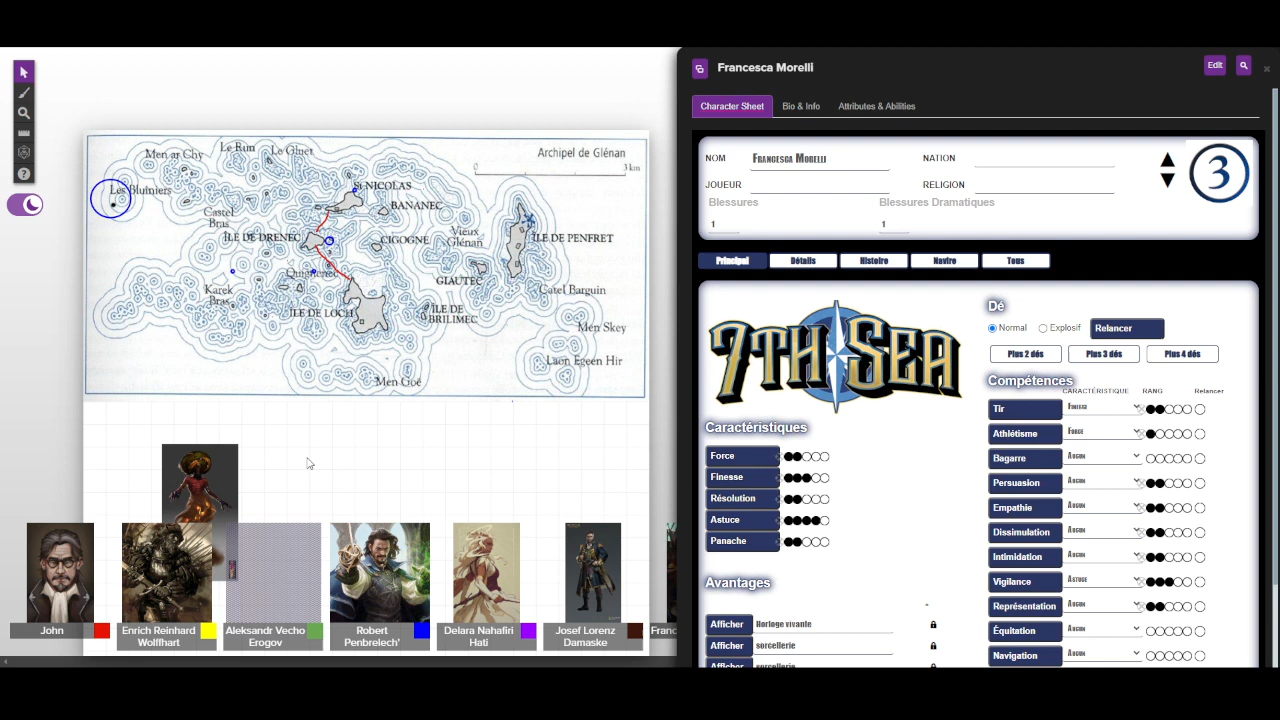 Francesca Morelli
Edit
Character Sheet
Bio & Info
Attributes & Abilities
NOM
Francesca Morelli
NATION
JOUEUR
RELIGION
Blessures
Blessures Dramatiques
1
1
3
Principal
Détails
Histoire
Navire
Tous
7TH SEA
Dé
Normal
Explosif
Relancer
Plus 2 dés
Plus 3 dés
Plus 4 dés
Caractéristiques
Force
Finesse
Résolution
Astuce
Panache
Compétences
CARACTÉRISTIQUE
RANG
Relancer
Tir
Finesse
Athlétisme
Force
Bagarre
Aucun
Persuasion
Aucun
Empathie
Aucun
Dissimulation
Aucun
Intimidation
Aucun
Vigilance
Astuce
Représentation
Aucun
Équitation
Aucun
Navigation
Aucun
Avantages
Afficher
Horloge vivante
Afficher
sorcellerie
Afficher
sorcellerie
Archipel de Glénan
0
3 km
Men ar Chy
Le Run
Le Gluet
Les Bluiniers
St NICOLAS
BANANEC
Castel
Bras
ÎLE DE DRENEC
CIGOGNE
Vieux
Glénan
ÎLE DE PENFRET
Quignenec
GIAUTEC
Karek
Bras
ÎLE DE LOCH
ÎLE DE
BRILIMEC
Catel Barguin
Men Skey
Laon Egeen Hir
Men Goe
John
Enrich Reinhard
Wolffhart
Aleksandr Vecho
Erogov
Robert
Penbrelech'
Delara Nahafiri
Hati
Josef Lorenz
Damaske
Franc